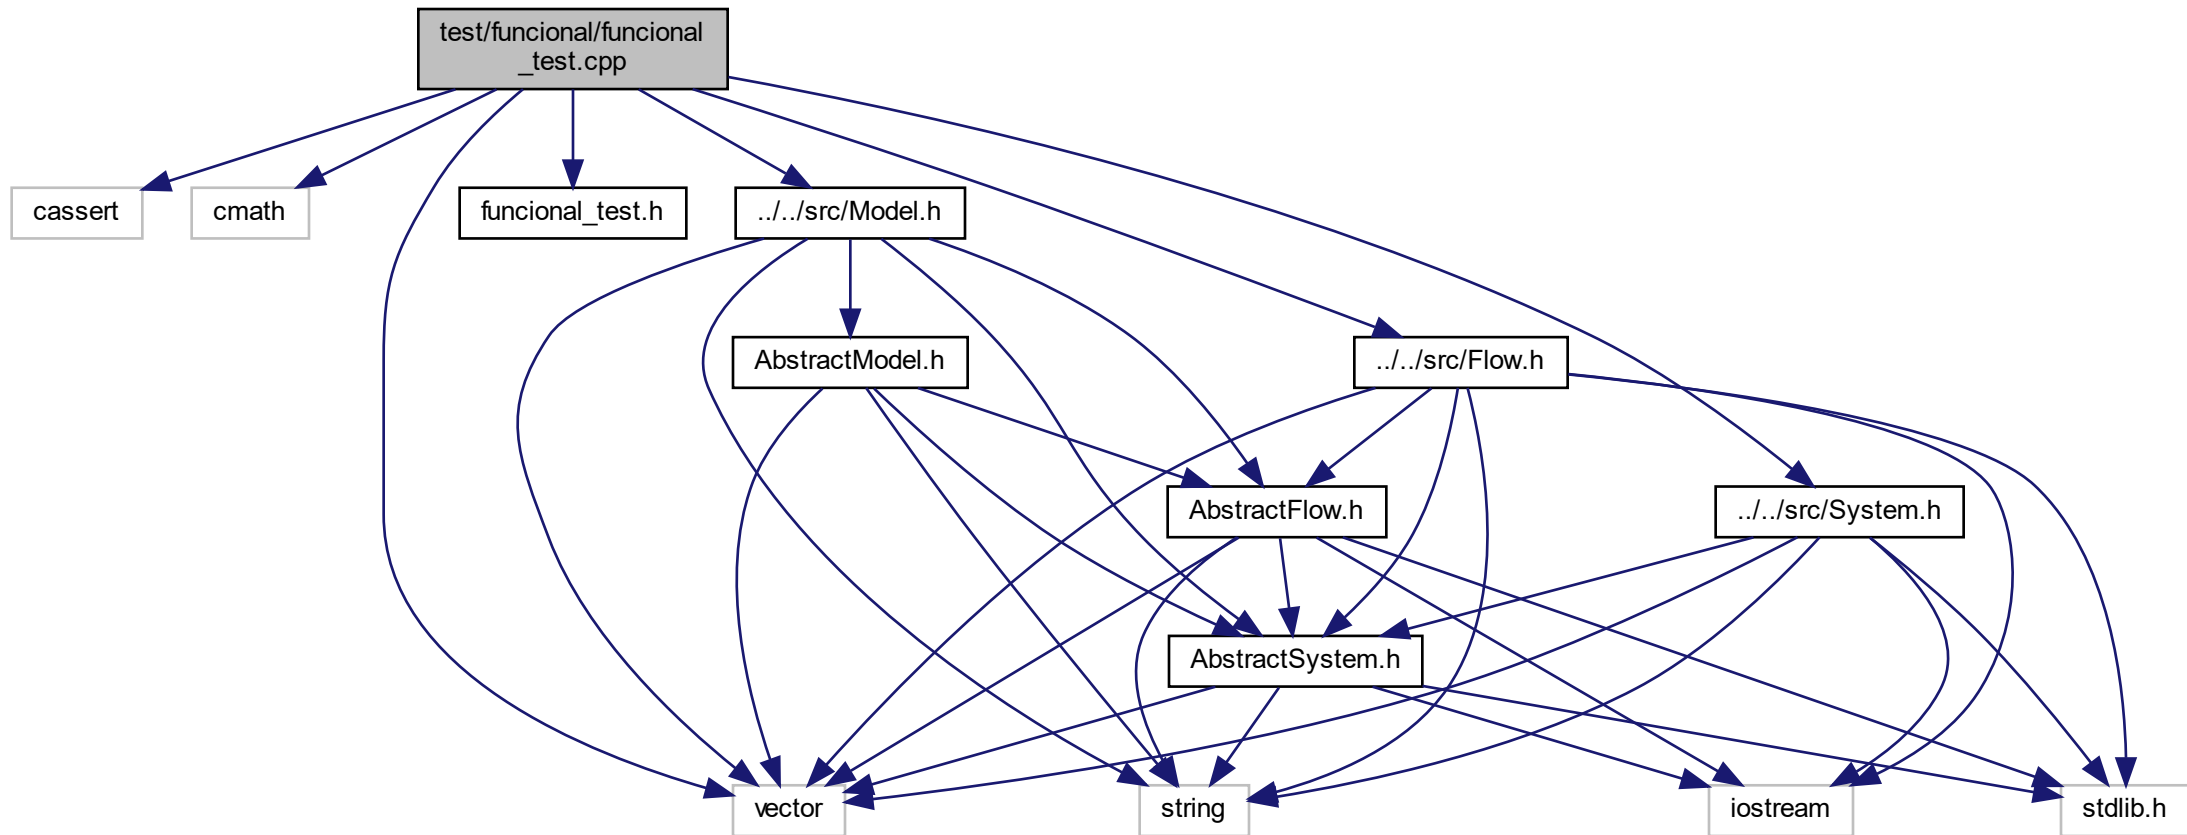 test/funcional/funcional
_test.cpp
cassert
cmath
funcional_test.h
../../src/Model.h
AbstractModel.h
../../src/Flow.h
AbstractFlow.h
../../src/System.h
AbstractSystem.h
vector
string
iostream
stdlib.h